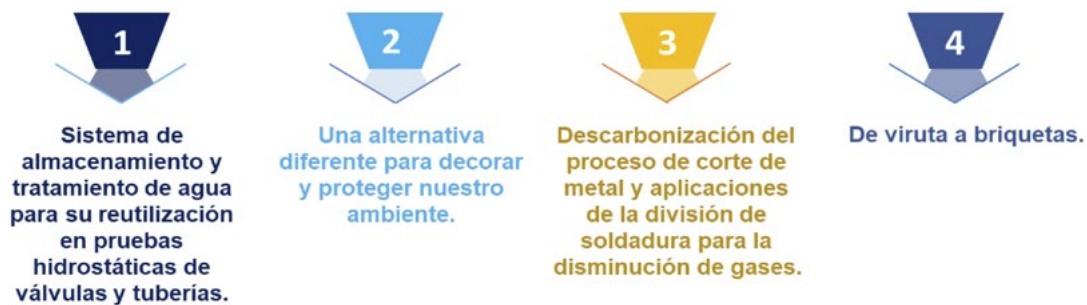 1
Sistema de
almacenamiento y
tratamiento de agua
para su reutilización
en pruebas
hidrostáticas de
válvulas y tuberías.
2
Una alternativa
diferente para decorar
y proteger nuestro
ambiente.
3
Descarbonización del
proceso de corte de
metal y aplicaciones
de la división de
soldadura para la
disminución de gases.
4
De viruta a briquetas.